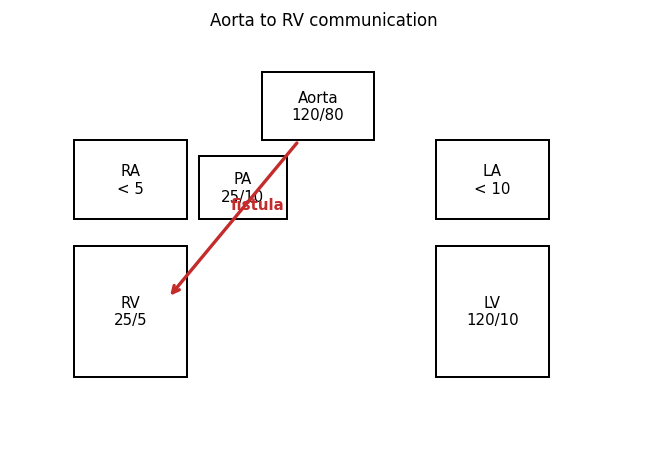 Aorta to RV communication
Aorta
120/80
RA
< 5
PA
25/10
fistula
LA
< 10
RV
25/5
LV
120/10